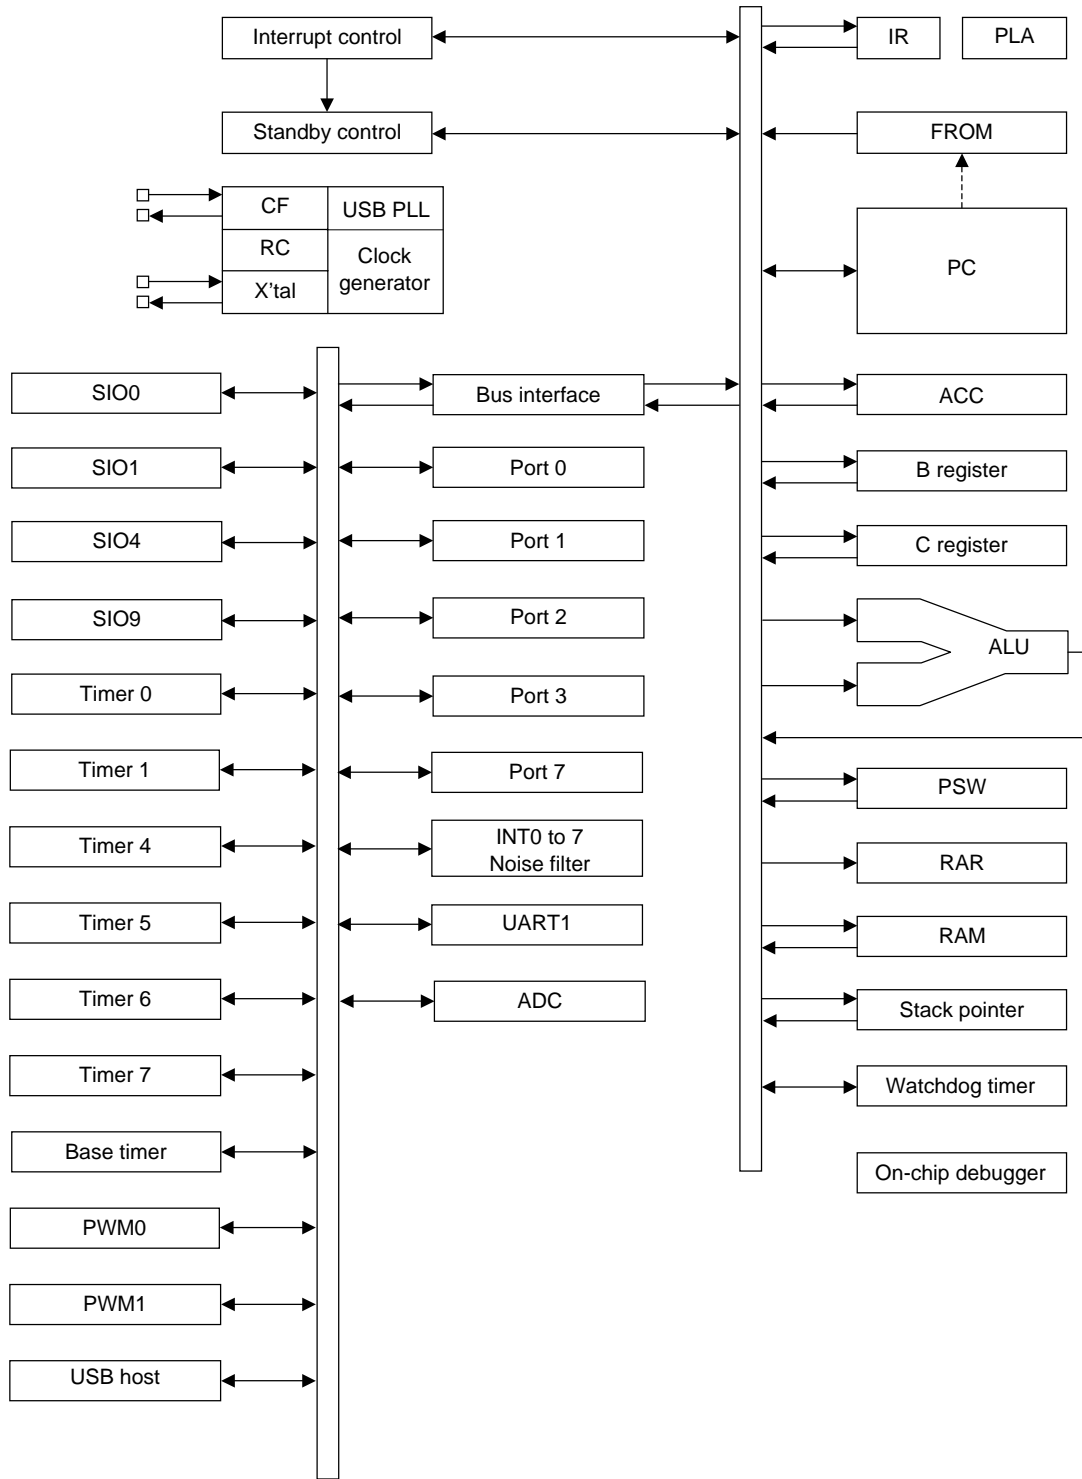 Interrupt control
IR
PLA
Standby control
FROM
CF
USB PLL
RC
Clock
generator
X'tal
PC
SIO0
Bus interface
ACC
SIO1
Port 0
B register
SIO4
Port 1
C register
SIO9
Port 2
ALU
Timer 0
Port 3
Timer 1
Port 7
PSW
Timer 4
INT0 to 7
Noise filter
RAR
Timer 5
UART1
RAM
Timer 6
ADC
Stack pointer
Timer 7
Watchdog timer
Base timer
On-chip debugger
PWM0
PWM1
USB host